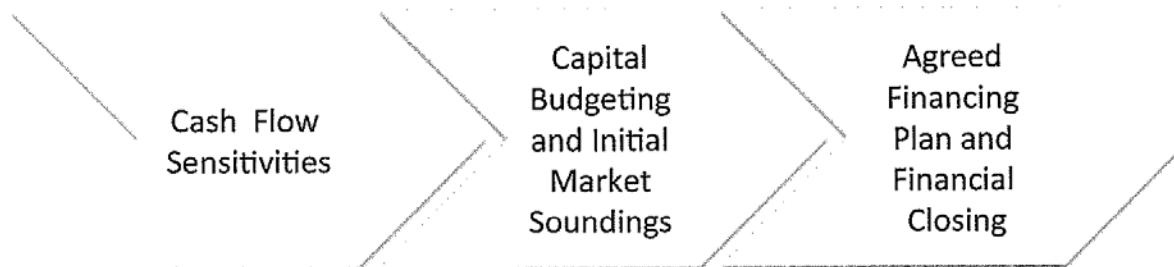 Cash Flow
Sensitivities
Capital
Budgeting
and Initial
Market
Soundings
Agreed
Financing
Plan and
Financial
Closing